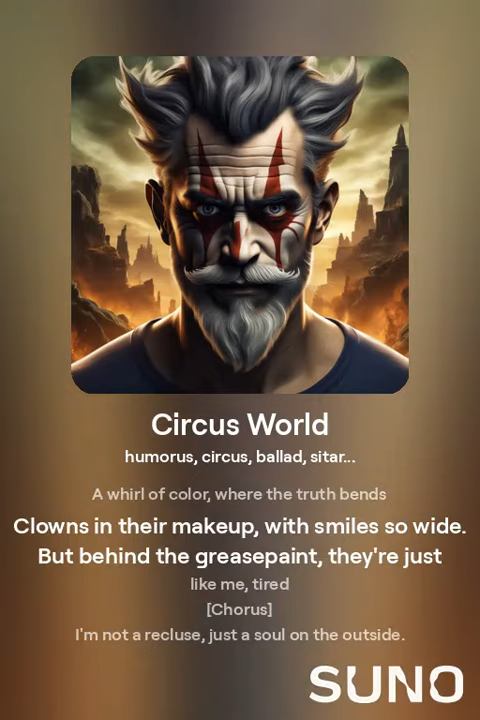 Circus World
humorus, circus, ballad, sitar...
A whirl of color, where the truth bends
Clowns in their makeup, with smiles so wide.
But behind the greasepaint, they're just
like me, tired
[Chorus]
I'm not a recluse, just a soul on the outside.
SUNO